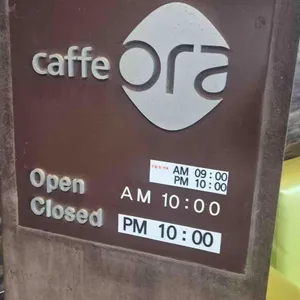 caffe ora
AM 09:00
PM 10:00
Open AM 10:00
Closed PM 10:00